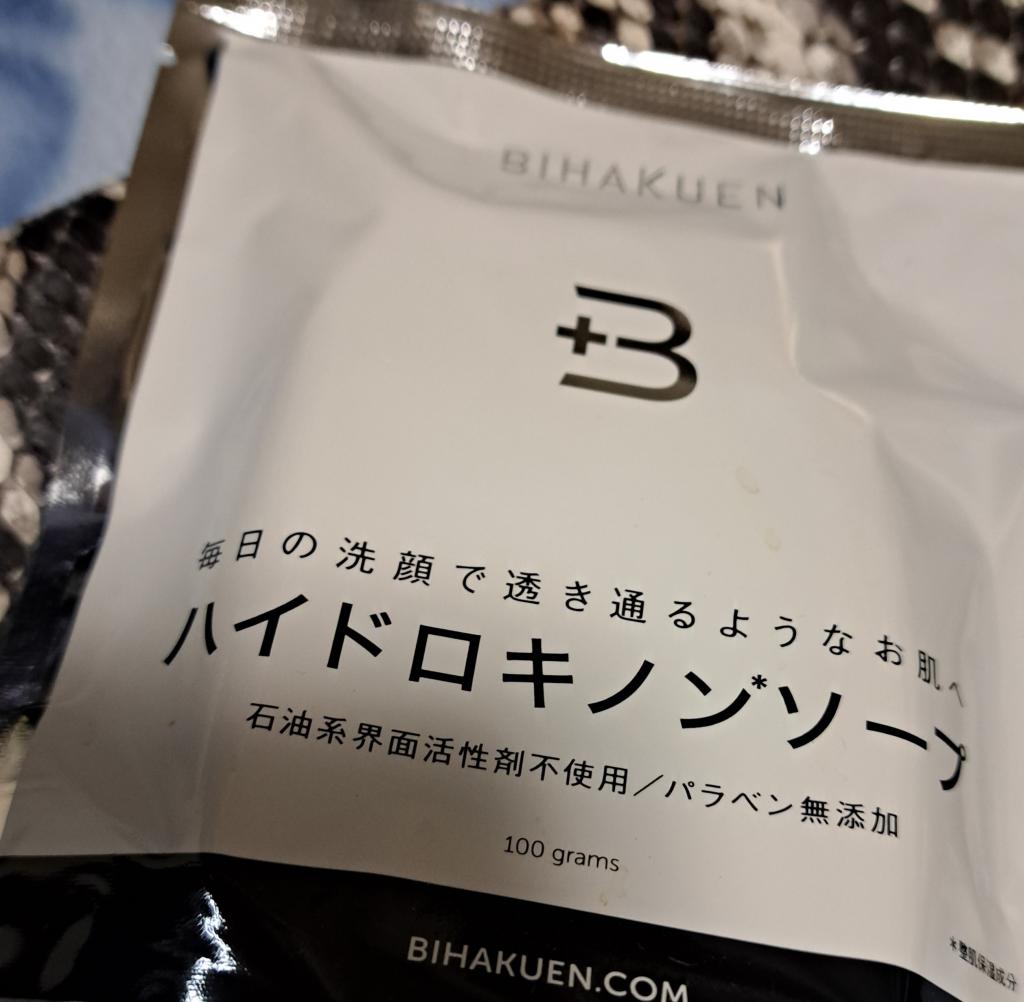 BIHAKUEN
毎日の洗顔で透き通るようなお肌へ
ハイドロキノン*ソープ
石油系界面活性剤不使用/パラベン無添加
100 grams
BIHAKUEN.COM
*整肌保湿成分